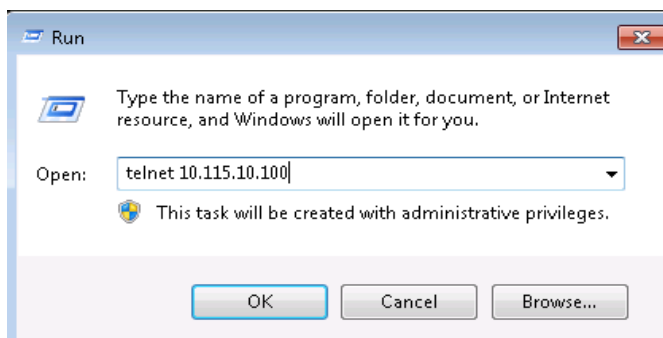 Run
Type the name of a program, folder, document, or Internet
resource, and Windows will open it for you.
Open:
telnet 10.115.10.100
This task will be created with administrative privileges.
OK
Cancel
Browse...